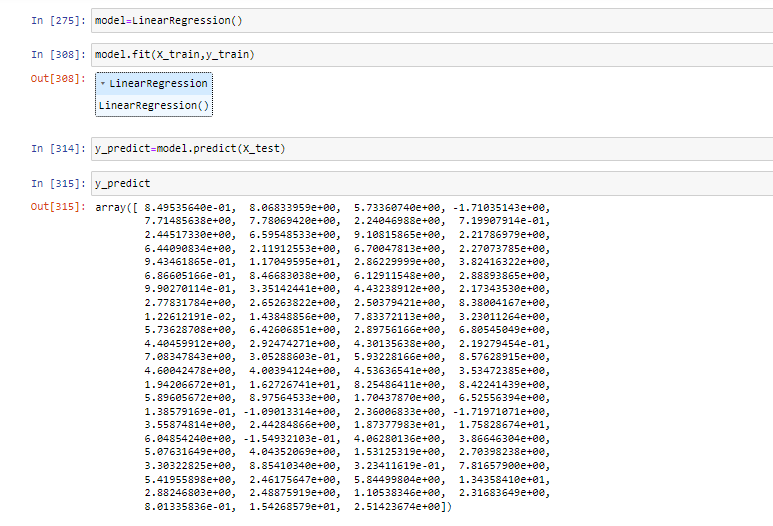 In [275]: model=LinearRegression()
In [308]: model.fit(X_train,y_train)
Out[308]: ▾ LinearRegression
LinearRegression()
In [314]: y_predict=model.predict(X_test)
In [315]: y_predict
Out[315]: array([ 8.49535640e-01,  8.06833959e+00,  5.73360740e+00, -1.71035143e+00,
7.71485638e+00,  7.78069420e+00,  2.24046988e+00, -7.19907914e-01,
2.44517330e+00,  6.59548533e+00,  9.10815865e+00,  2.21786979e+00,
6.44090834e+00,  2.11912553e+00,  6.70047813e+00,  2.27073785e+00,
9.43461865e-01,  1.17049595e+01,  2.86229999e+00,  3.82416322e+00,
6.86605166e-01,  8.46683038e+00,  6.12911548e+00,  2.88893865e+00,
9.90270114e-01,  3.35142441e+00,  4.43238912e+00,  2.17343530e+00,
2.77831784e+00,  2.65263822e+00,  2.50379421e+00,  8.38004167e+00,
1.22612191e-02,  1.43848856e+00,  7.83372113e+00,  3.23011264e+00,
5.73628708e+00,  6.42606851e+00,  2.89756166e+00,  6.80545049e+00,
4.40459912e+00,  2.92474271e+00,  4.30135638e+00,  2.19279454e-01,
7.08347843e+00,  3.05288603e-01,  5.93228166e+00,  8.57628915e+00,
4.60042478e+00,  4.00394124e+00,  4.53636541e+00,  3.53472385e+00,
1.94206672e+01,  1.62726741e+01,  8.25486411e+00,  8.42241439e+00,
5.89605672e+00,  8.97564533e+00,  1.70437870e+00,  6.52556394e+00,
1.38579169e-01, -1.09013314e+00,  2.36006833e+00, -1.71971071e+00,
3.55874814e+00,  2.44284866e+00,  1.87377983e+01,  1.75828674e+01,
6.04854240e+00, -1.54932103e-01,  4.06280136e+00,  3.86646304e+00,
5.07631649e+00,  4.04352069e+00,  1.53125319e+00,  2.70398238e+00,
3.30322825e+00,  8.85410340e+00,  3.23411619e-01,  7.81657900e+00,
5.41955898e+00,  2.46175647e+00,  5.84499804e+00,  1.34358410e+01,
2.88246803e+00,  2.48875919e+00,  1.10538346e+00,  2.31683649e+00,
8.01335836e-01,  1.54268579e+01,  2.51423674e+00])